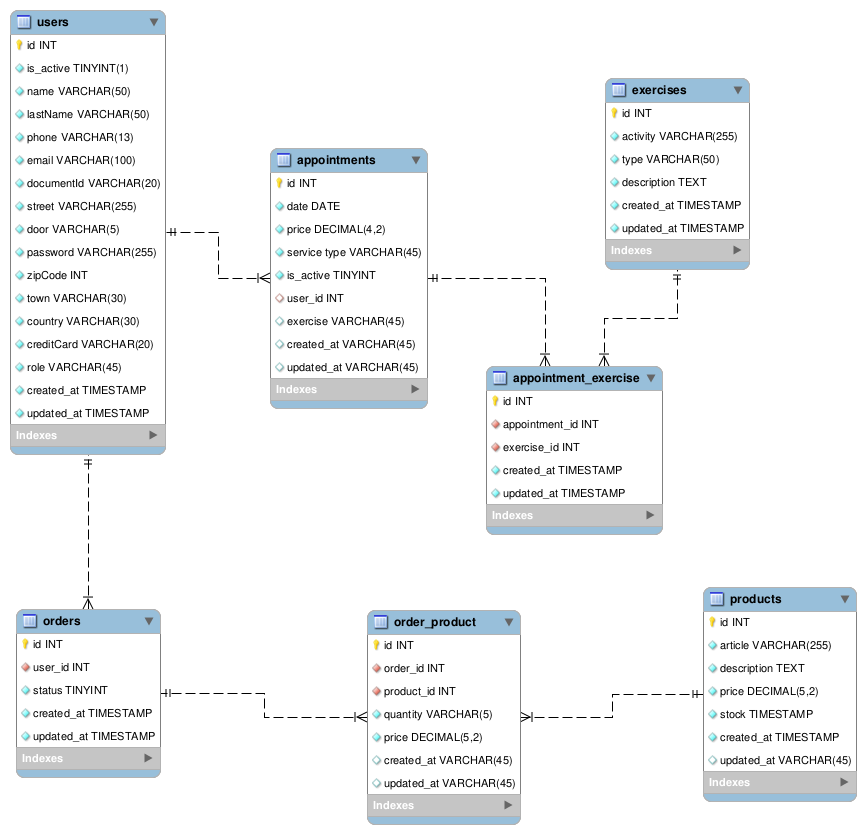 users
id INT
is_active TINYINT(1)
name VARCHAR(50)
lastName VARCHAR(50)
phone VARCHAR(13)
email VARCHAR(100)
documentId VARCHAR(20)
street VARCHAR(255)
door VARCHAR(5)
password VARCHAR(255)
zipCode INT
town VARCHAR(30)
country VARCHAR(30)
creditCard VARCHAR(20)
role VARCHAR(45)
created_at TIMESTAMP
updated_at TIMESTAMP
Indexes
appointments
id INT
date DATE
price DECIMAL(4,2)
service type VARCHAR(45)
is_active TINYINT
user_id INT
exercise VARCHAR(45)
created_at VARCHAR(45)
updated_at VARCHAR(45)
Indexes
exercises
id INT
activity VARCHAR(255)
type VARCHAR(50)
description TEXT
created_at TIMESTAMP
updated_at TIMESTAMP
Indexes
appointment_exercise
id INT
appointment_id INT
exercise_id INT
created_at TIMESTAMP
updated_at TIMESTAMP
Indexes
orders
id INT
user_id INT
status TINYINT
created_at TIMESTAMP
updated_at TIMESTAMP
Indexes
order_product
id INT
order_id INT
product_id INT
quantity VARCHAR(5)
price DECIMAL(5,2)
created_at VARCHAR(45)
updated_at VARCHAR(45)
Indexes
products
id INT
article VARCHAR(255)
description TEXT
price DECIMAL(5,2)
stock TIMESTAMP
created_at TIMESTAMP
updated_at VARCHAR(45)
Indexes